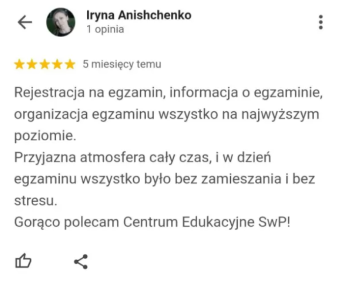 Iryna Anishchenko
1 opinia
5 miesięcy temu
Rejestracja na egzamin, informacja o egzaminie,
organizacja egzaminu wszystko na najwyższym
poziomie.
Przyjazna atmosfera cały czas, i w dzień
egzaminu wszystko było bez zamieszania i bez
stresu.
Gorąco polecam Centrum Edukacyjne SwP!